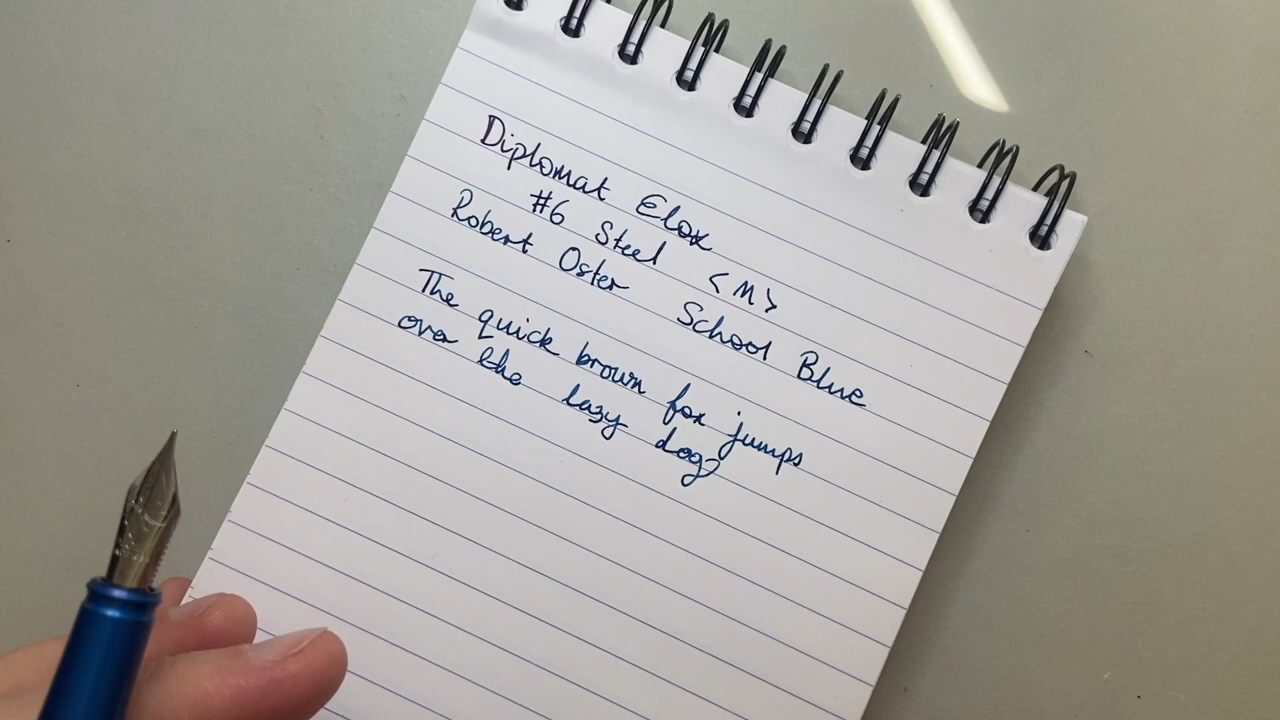 Diplomat Elox
#6 Steel <M>
Robert Oster School Blue
The quick brown fox jumps
over the lazy dog